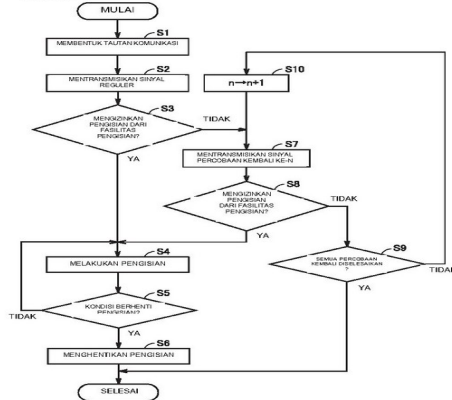 MULAI
S1
MEMBENTUK TAUTAN KOMUNIKASI
S2
MENTRANSMISIKAN SINYAL
REGULER
S10
n→n+1
S3
MENGIZINKAN
PENGISIAN DARI
FASILITAS
PENGISIAN?
TIDAK
YA
S7
MENTRANSMISIKAN SINYAL
PERCOBAAN KEMBALI KE-N
S8
MENGIZINKAN
PENGISIAN
DARI FASILITAS
PENGISIAN?
TIDAK
YA
S9
SEMUA PERCOBAAN
KEMBALI DISELESAIKAN
?
TIDAK
YA
S4
MELAKUKAN PENGISIAN
S5
KONDISI BERHENTI
PENGISIAN?
TIDAK
YA
S6
MENGHENTIKAN PENGISIAN
SELESAI